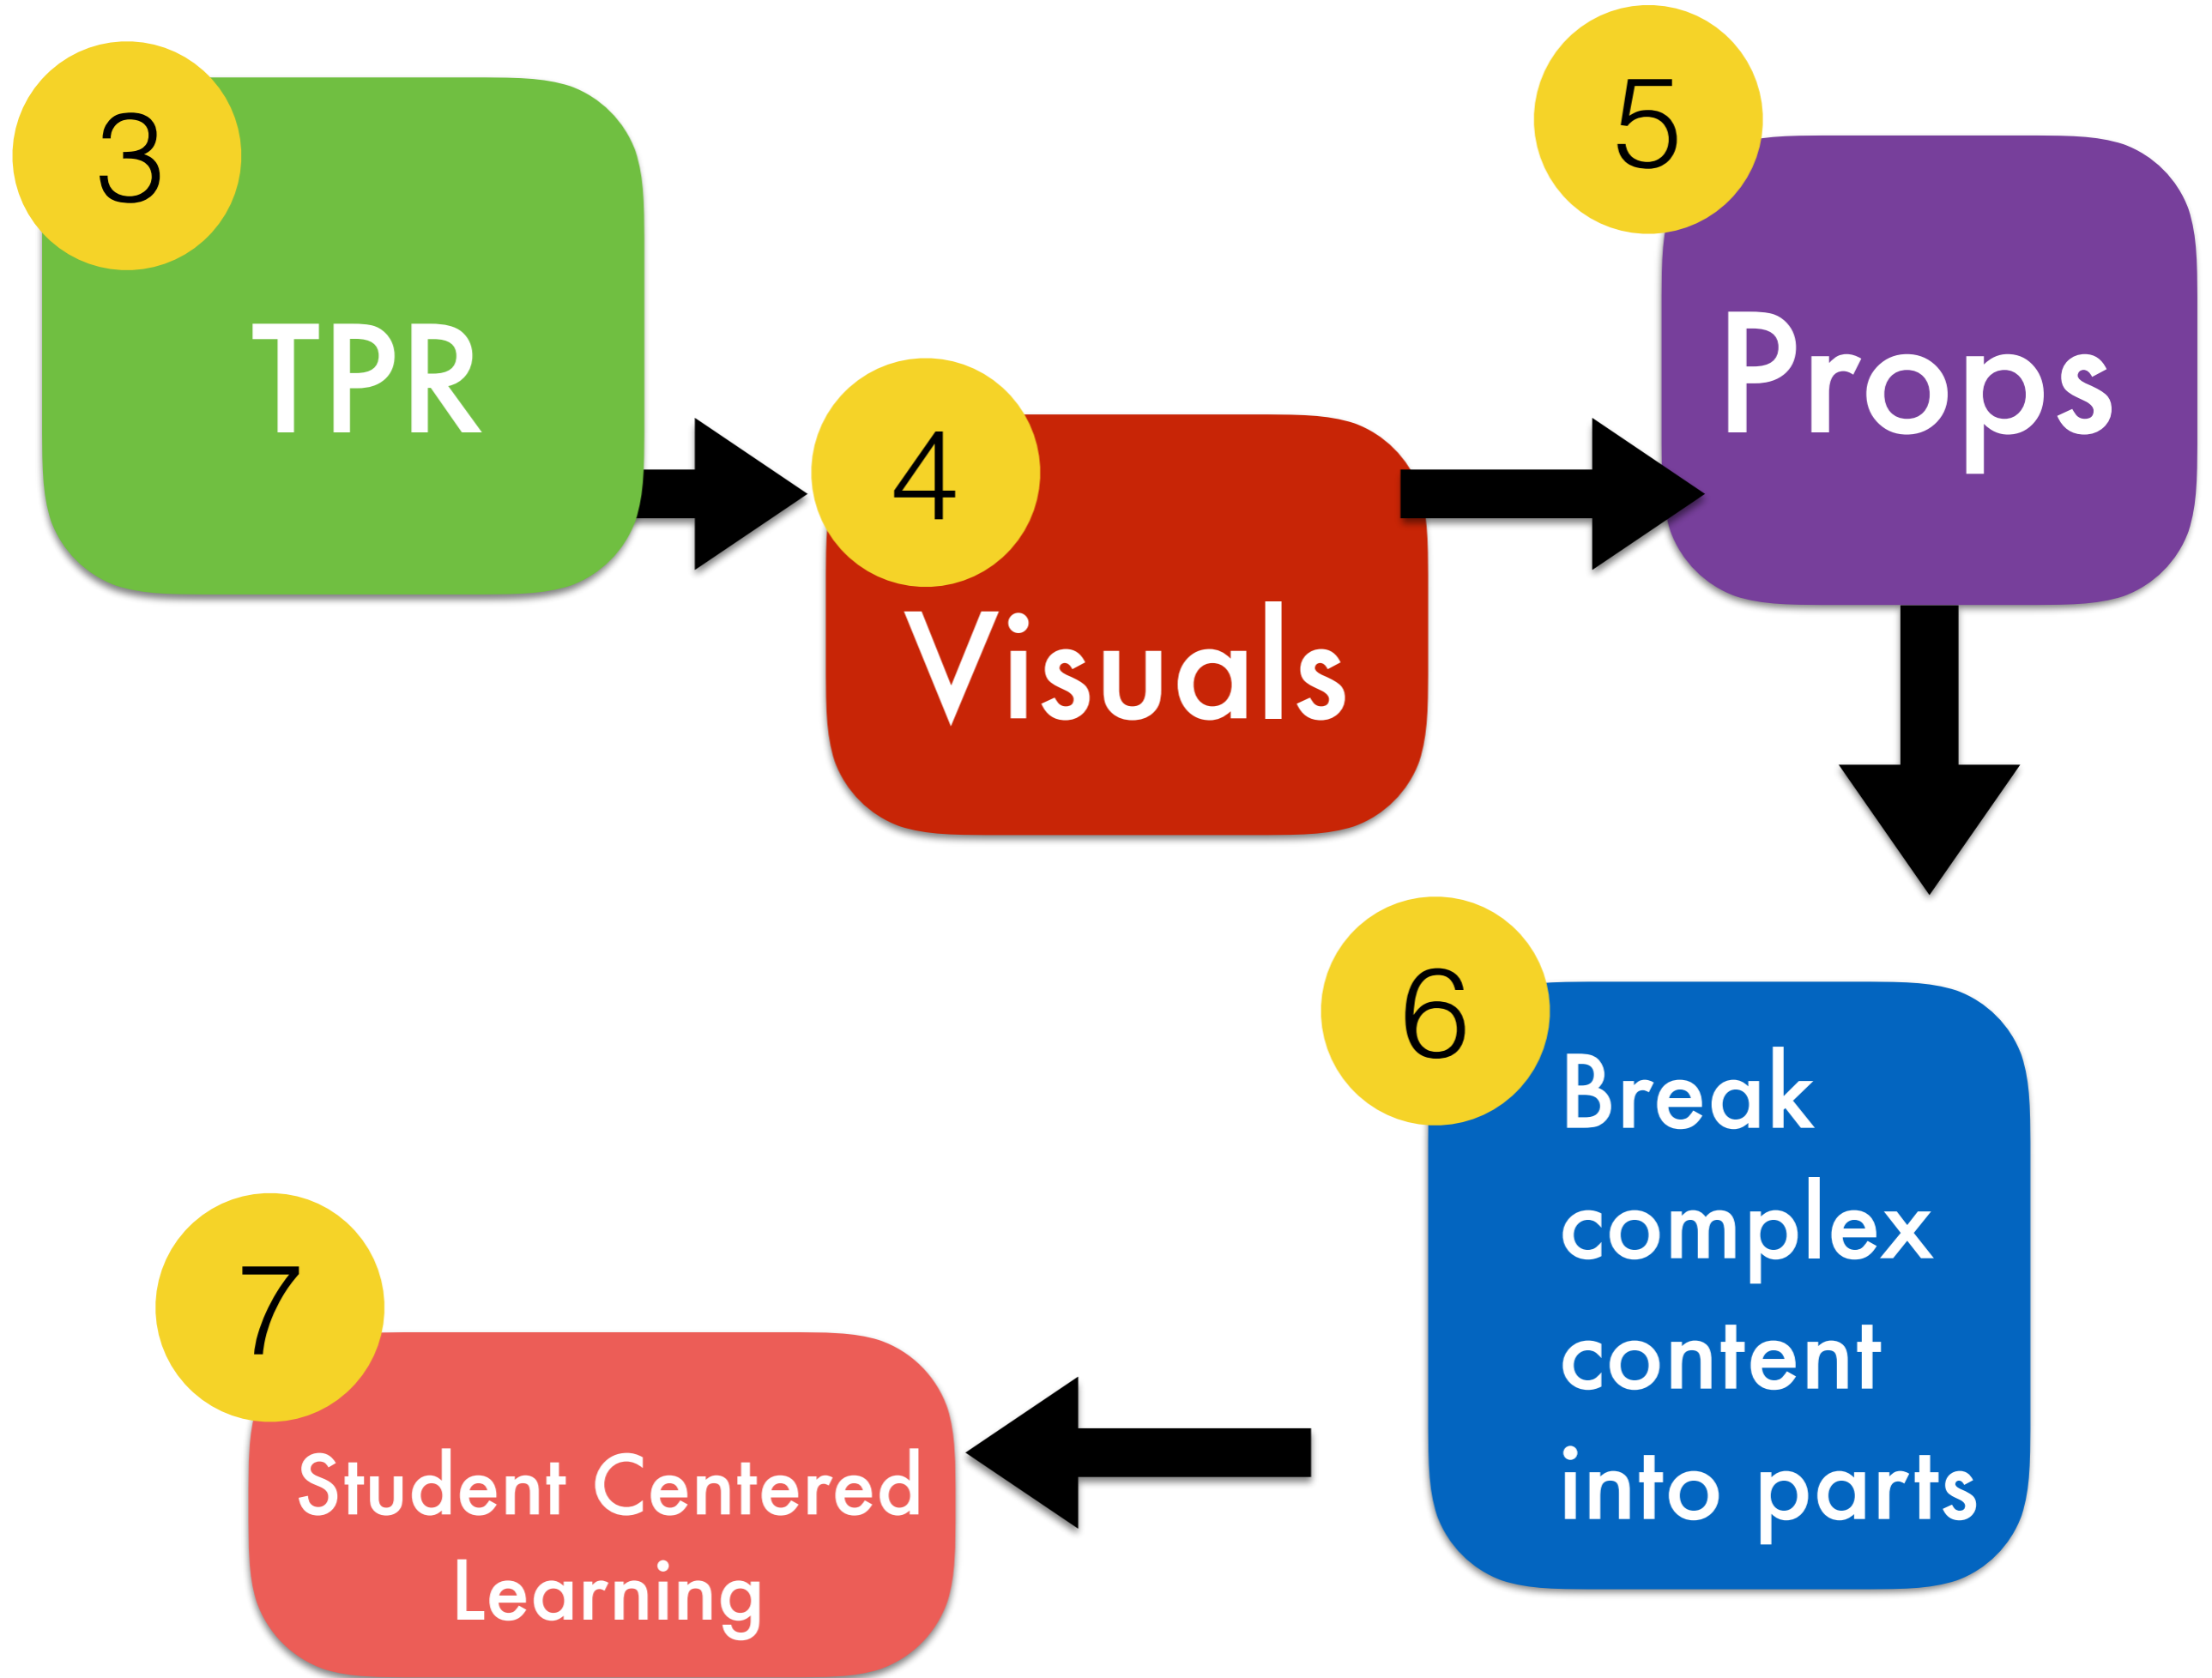 3
TPR
4
Visuals
5
Props
6
Break
complex
content
into parts
7
Student Centered
Learning